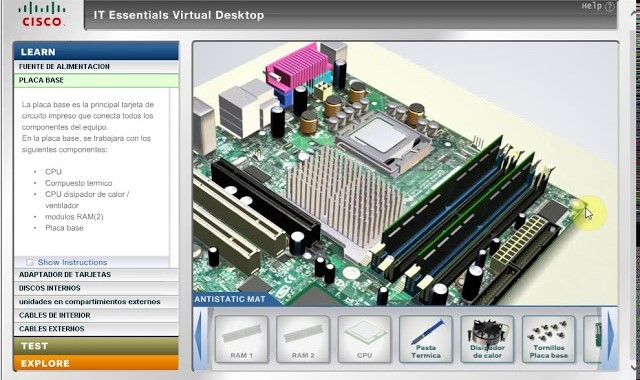 CISCO
IT Essentials Virtual Desktop
Help ?
LEARN
FUENTE DE ALIMENTACION
PLACA BASE
La placa base es la principal tarjeta de
circuito impreso que conecta todos los
componentes del equipo.
En la placa base, se trabajara con los
siguientes componentes:
• CPU
• Compuesto termico
• CPU disipador de calor /
ventilador
• modulos RAM(2)
• Placa base
Show Instructions
ADAPTADOR DE TARJETAS
DISCOS INTERNOS
unidades en compartimientos externos
CABLES DE INTERIOR
CABLES EXTERNOS
TEST
EXPLORE
ANTISTATIC MAT
RAM 1
RAM 2
CPU
Pasta
Termica
Disipador
de calor
Tornillos
Placa base